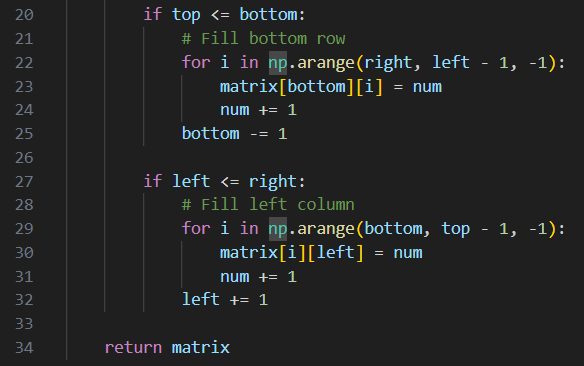 20 if top <= bottom:
21 # Fill bottom row
22 for i in np.arange(right, left - 1, -1):
23 matrix[bottom][i] = num
24 num += 1
25 bottom -= 1
26
27 if left <= right:
28 # Fill left column
29 for i in np.arange(bottom, top - 1, -1):
30 matrix[i][left] = num
31 num += 1
32 left += 1
33
34 return matrix